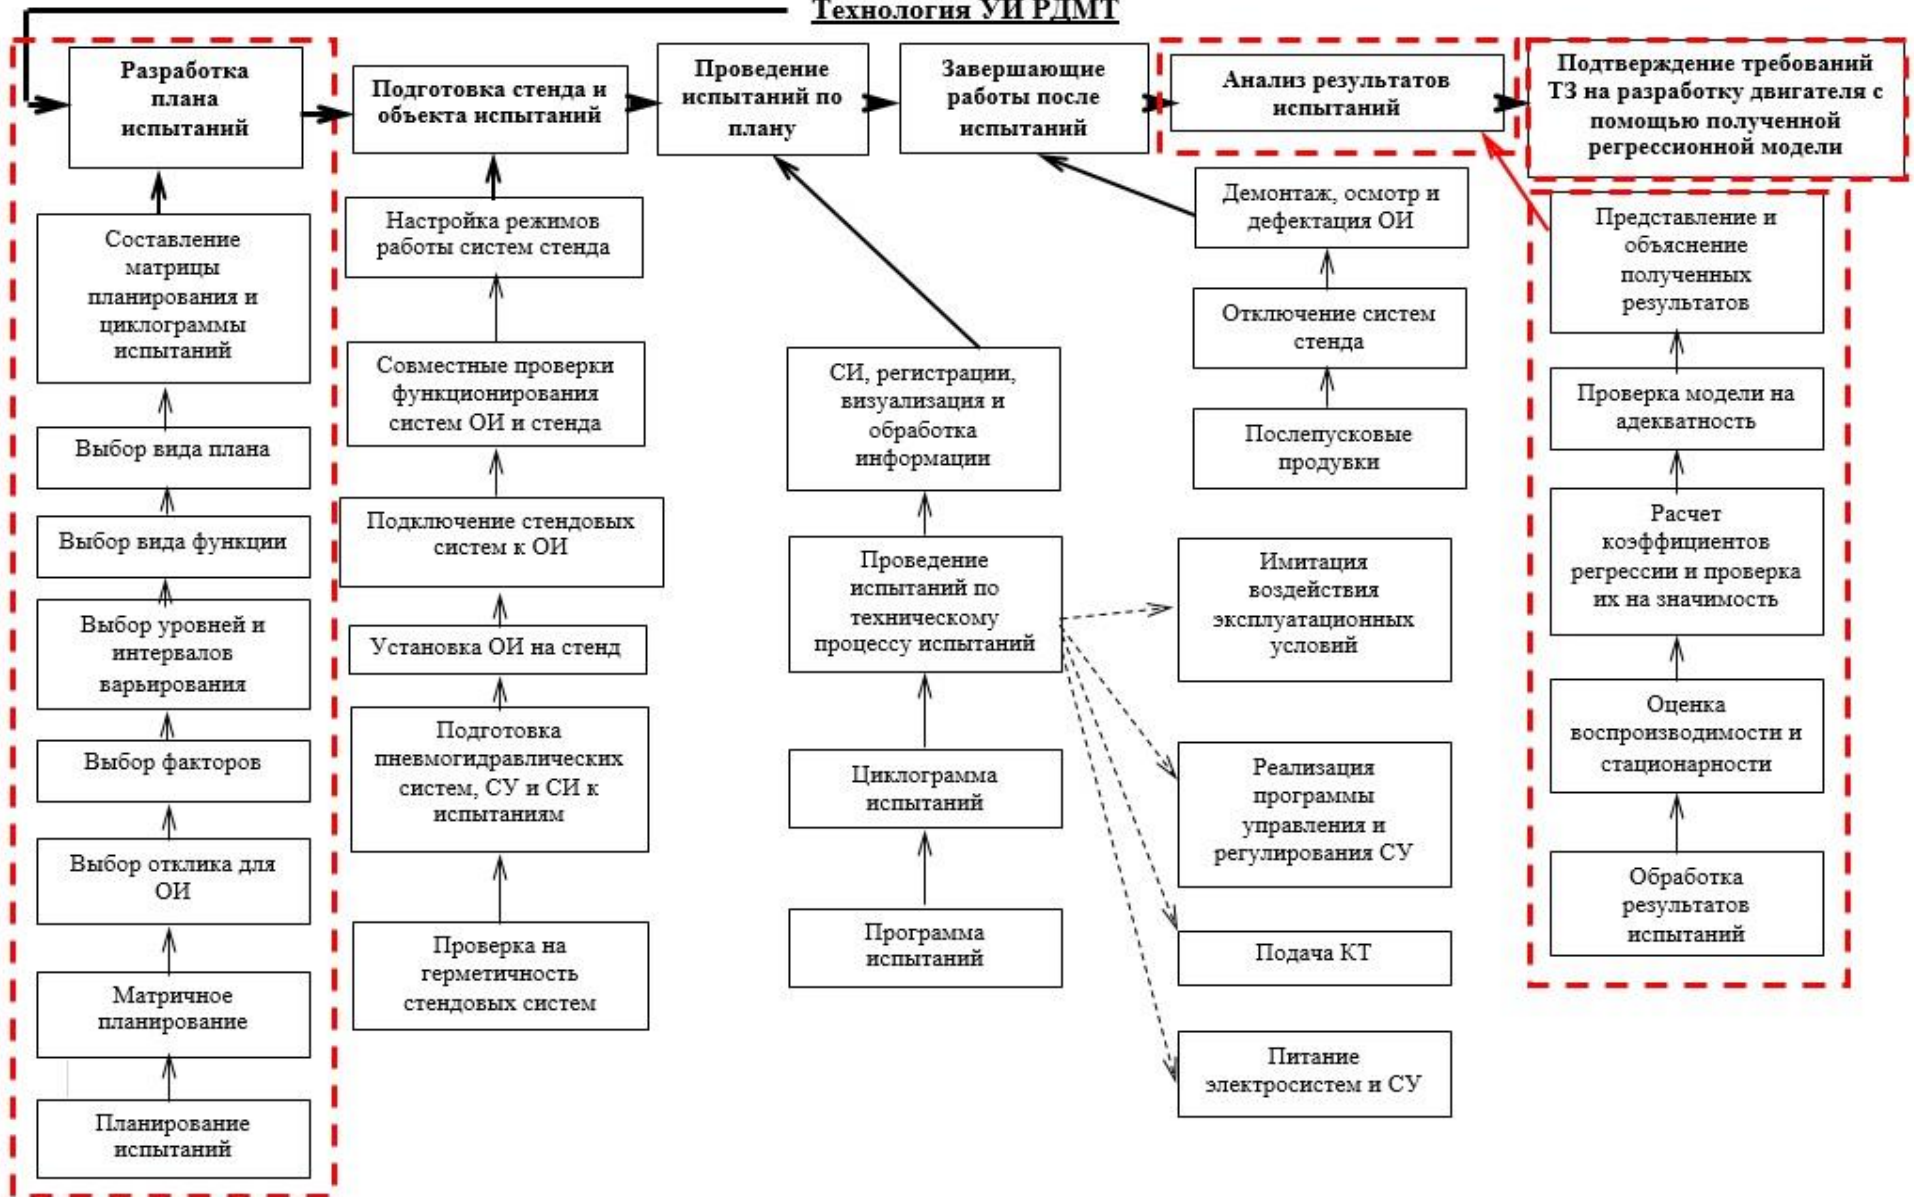 Технология УИ РДМТ
Разработка
плана
испытаний
Подготовка стенда и
объекта испытаний
Проведение
испытаний по
плану
Завершающие
работы после
испытаний
Анализ результатов
испытаний
Подтверждение требований
ТЗ на разработку двигателя с
помощью полученной
регрессионной модели
Составление
матрицы
планирования и
циклограммы
испытаний
Выбор вида плана
Выбор вида функции
Выбор уровней и
интервалов
варьирования
Выбор факторов
Выбор отклика для
ОИ
Матричное
планирование
Планирование
испытаний
Настройка режимов
работы систем стенда
Совместные проверки
функционирования
систем ОИ и стенда
Подключение стендовых
систем к ОИ
Установка ОИ на стенд
Подготовка
пневмогидравлических
систем, СУ и СИ к
испытаниям
Проверка на
герметичность
стендовых систем
СИ, регистрации,
визуализация и
обработка
информации
Проведение
испытаний по
техническому
процессу испытаний
Циклограмма
испытаний
Программа
испытаний
Демонтаж, осмотр и
дефектация ОИ
Отключение систем
стенда
Послепусковые
продувки
Имитация
воздействия
эксплуатационных
условий
Реализация
программы
управления и
регулирования СУ
Подача КТ
Питание
электросистем и СУ
Представление и
объяснение
полученных
результатов
Проверка модели на
адекватность
Расчет
коэффициентов
регрессии и проверка
их на значимость
Оценка
воспроизводимости и
стационарности
Обработка
результатов
испытаний